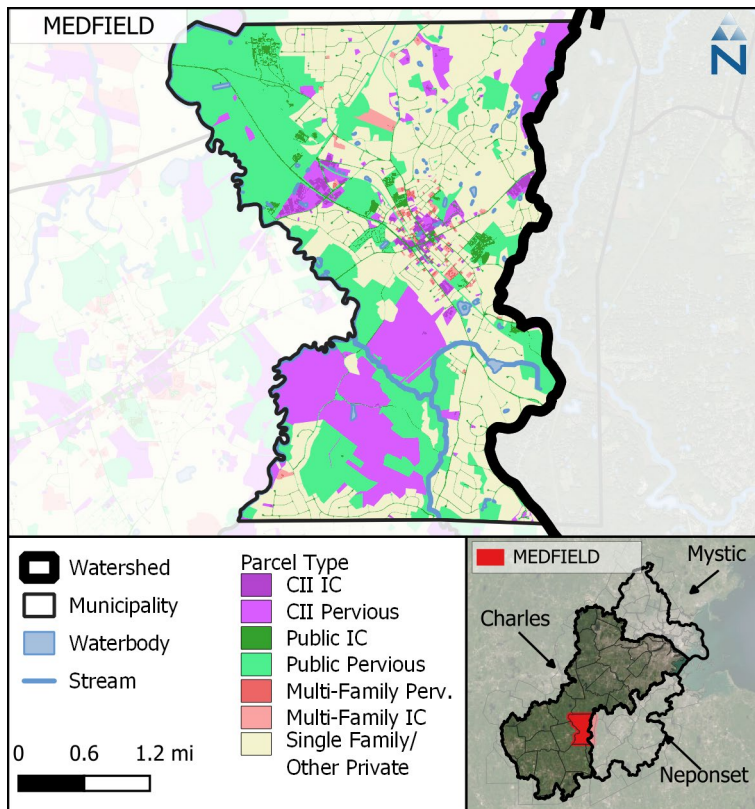 MEDFIELD
N
Watershed
Municipality
Waterbody
Stream
0 0.6 1.2 mi
Parcel Type
CII IC
CII Pervious
Public IC
Public Pervious
Multi-Family Perv.
Multi-Family IC
Single Family/
Other Private
MEDFIELD
Mystic
Charles
Neponset